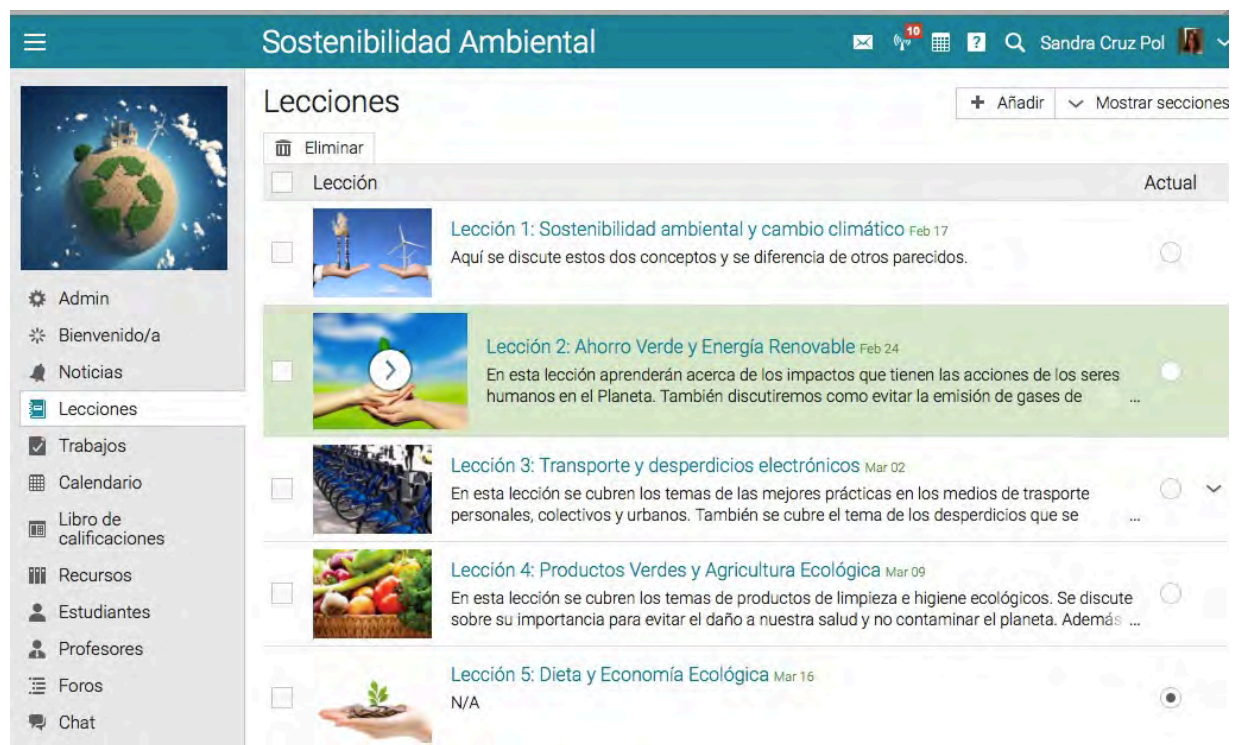 Sostenibilidad Ambiental
10
?
Sandra Cruz Pol
Admin
Bienvenido/a
Noticias
Lecciones
Trabajos
Calendario
Libro de
calificaciones
Recursos
Estudiantes
Profesores
Foros
Chat
Lecciones
+ Añadir
Mostrar secciones
Eliminar
Lección
Actual
Lección 1: Sostenibilidad ambiental y cambio climático Feb 17
Aquí se discute estos dos conceptos y se diferencia de otros parecidos.
Lección 2: Ahorro Verde y Energía Renovable Feb 24
En esta lección aprenderán acerca de los impactos que tienen las acciones de los seres
humanos en el Planeta. También discutiremos como evitar la emisión de gases de ...
Lección 3: Transporte y desperdicios electrónicos Mar 02
En esta lección se cubren los temas de las mejores prácticas en los medios de trasporte
personales, colectivos y urbanos. También se cubre el tema de los desperdicios que se ...
Lección 4: Productos Verdes y Agricultura Ecológica Mar 09
En esta lección se cubren los temas de productos de limpieza e higiene ecológicos. Se discute
sobre su importancia para evitar el daño a nuestra salud y no contaminar el planeta. Además ...
Lección 5: Dieta y Economía Ecológica Mar 16
N/A